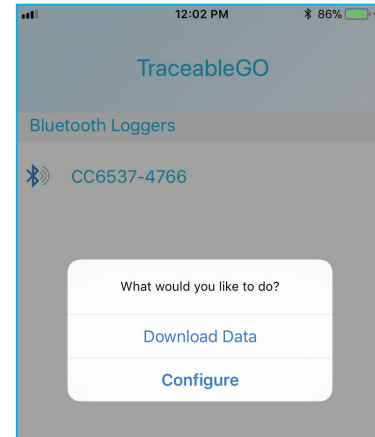 12:02 PM
86%
TraceableGO
Bluetooth Loggers
CC6537-4766
What would you like to do?
Download Data
Configure